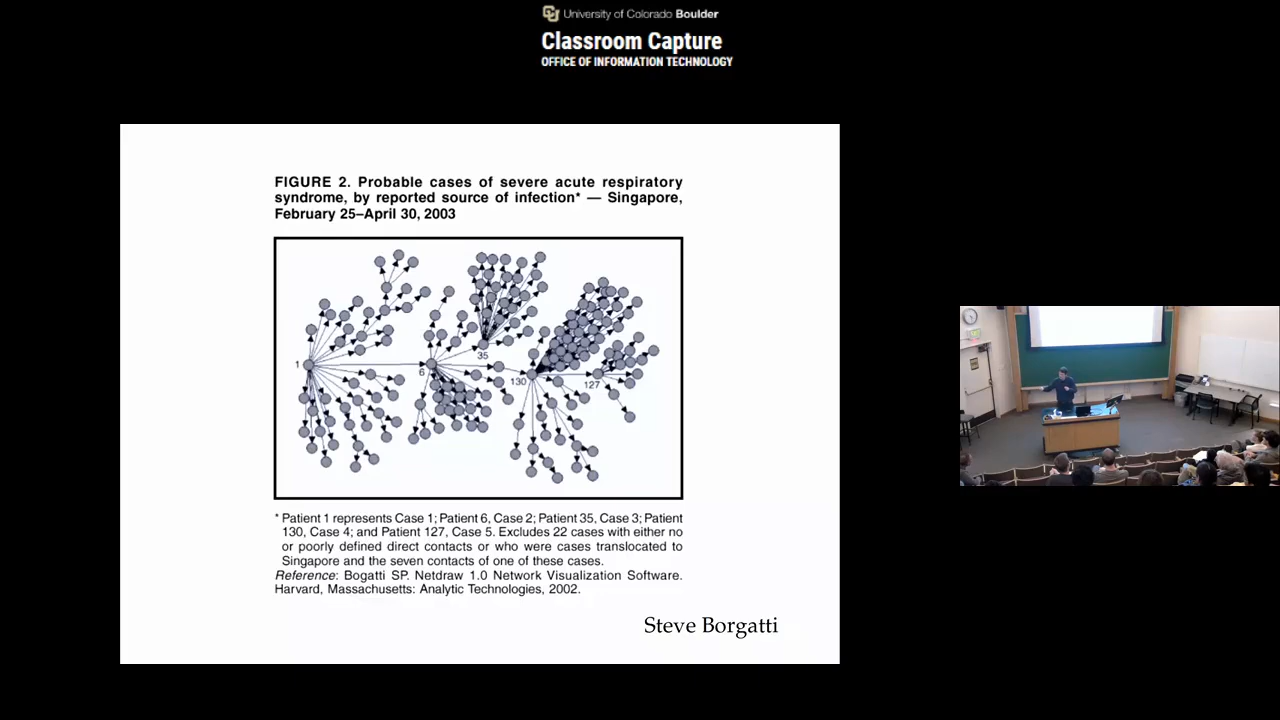 University of Colorado Boulder
Classroom Capture
OFFICE OF INFORMATION TECHNOLOGY
FIGURE 2. Probable cases of severe acute respiratory
syndrome, by reported source of infection* — Singapore,
February 25–April 30, 2003
35
1
6
130
127
* Patient 1 represents Case 1; Patient 6, Case 2; Patient 35, Case 3; Patient
130, Case 4; and Patient 127, Case 5. Excludes 22 cases with either no
or poorly defined direct contacts or who were cases translocated to
Singapore and the seven contacts of one of these cases.
Reference: Bogatti SP. Netdraw 1.0 Network Visualization Software.
Harvard, Massachusetts: Analytic Technologies, 2002.
Steve Borgatti